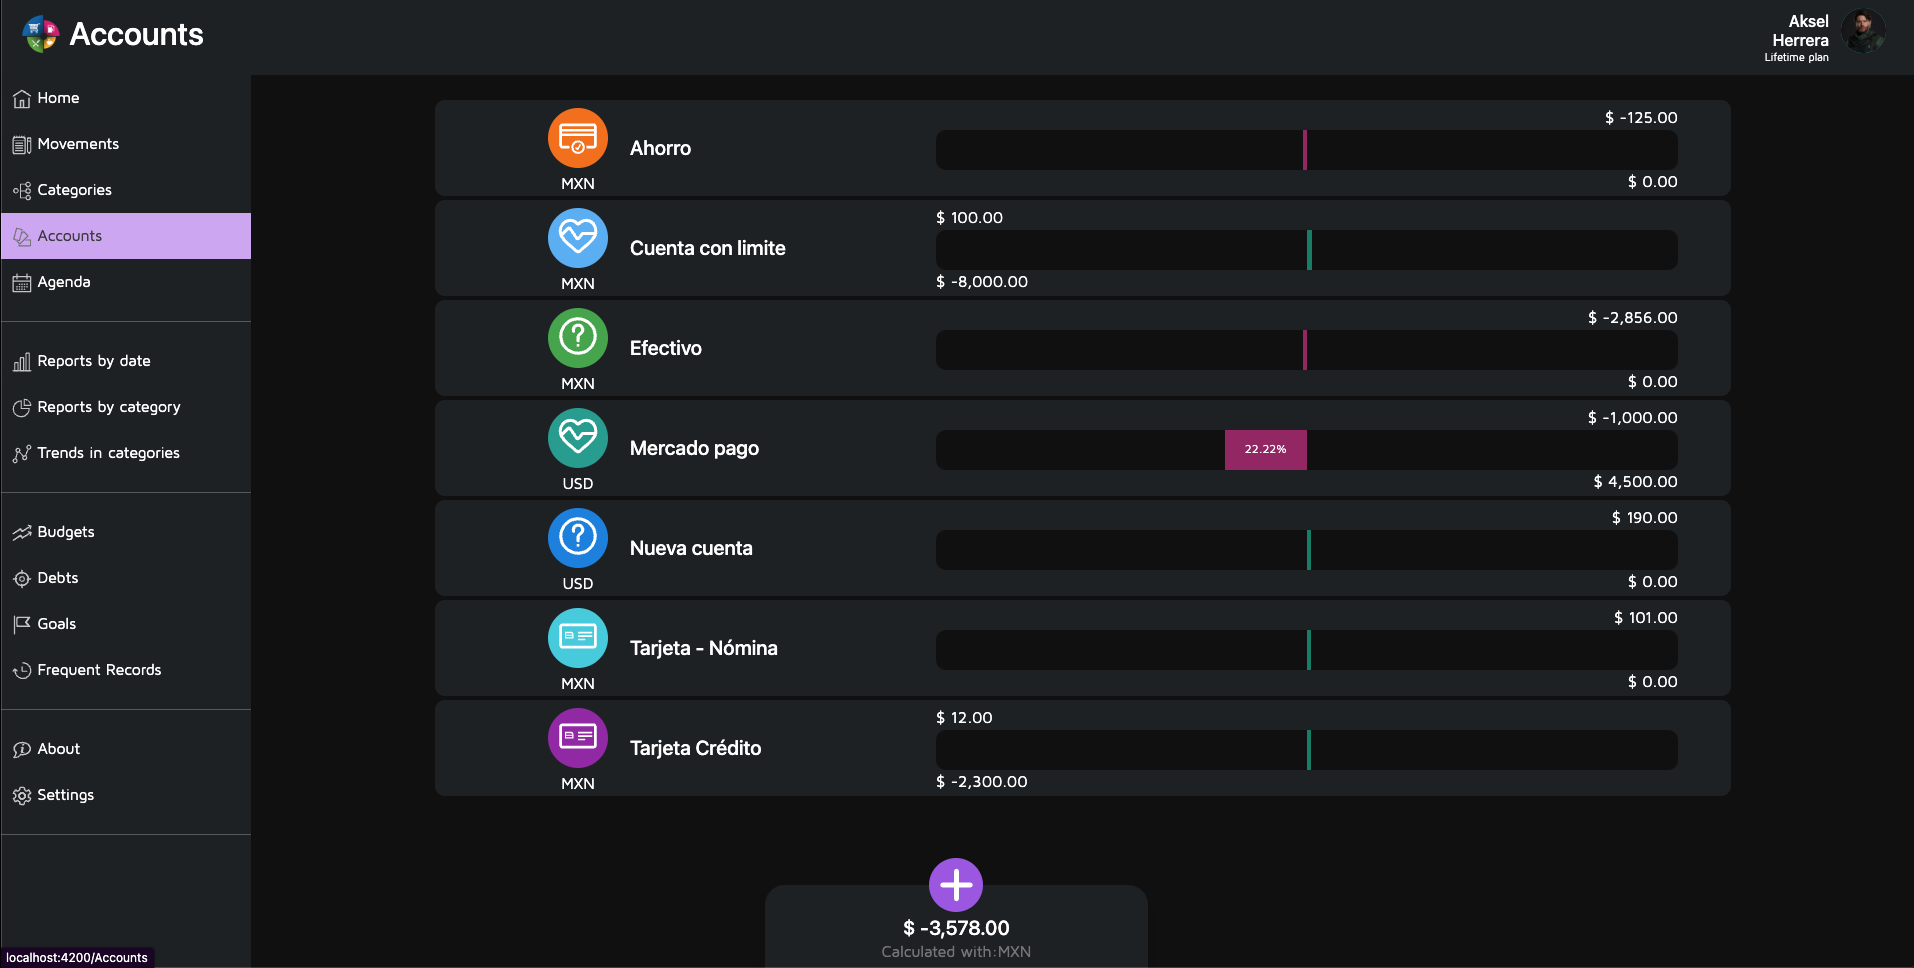 Accounts
Aksel
Herrera
Lifetime plan
Home
Movements
Categories
Accounts
Agenda
Reports by date
Reports by category
Trends in categories
Budgets
Debts
Goals
Frequent Records
About
Settings
Ahorro
MXN
$ -125.00
$ 0.00
Cuenta con limite
MXN
$ 100.00
$ -8,000.00
Efectivo
MXN
$ -2,856.00
$ 0.00
Mercado pago
USD
$ -1,000.00
22.22%
$ 4,500.00
Nueva cuenta
USD
$ 190.00
$ 0.00
Tarjeta - Nómina
MXN
$ 101.00
$ 0.00
Tarjeta Crédito
MXN
$ 12.00
$ -2,300.00
$ -3,578.00
Calculated with:MXN
localhost:4200/Accounts